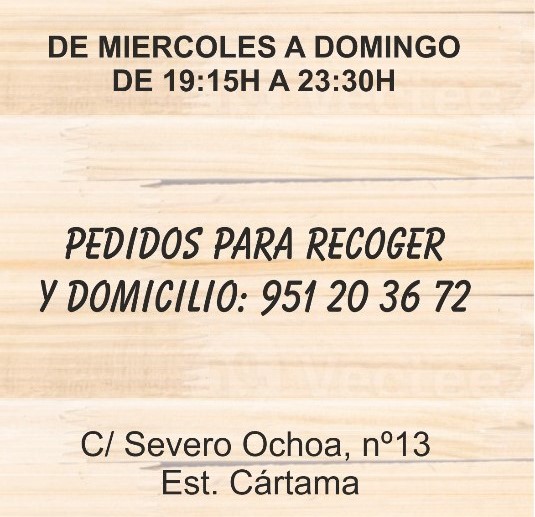 DE MIERCOLES A DOMINGO
DE 19:15H A 23:30H
PEDIDOS PARA RECOGER
Y DOMICILIO: 951 20 36 72
C/ Severo Ochoa, nº13
Est. Cártama